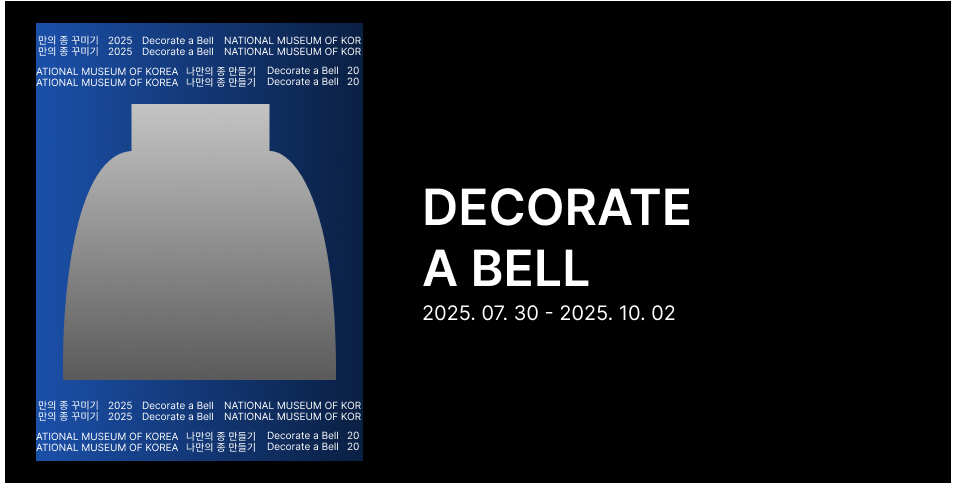 만의 종 꾸미기 2025 Decorate a Bell NATIONAL MUSEUM OF KOR
만의 종 꾸미기 2025 Decorate a Bell NATIONAL MUSEUM OF KOR
ATIONAL MUSEUM OF KOREA 나만의 종 만들기 Decorate a Bell 20
ATIONAL MUSEUM OF KOREA 나만의 종 만들기 Decorate a Bell 20
DECORATE
A BELL
2025. 07. 30 - 2025. 10. 02
만의 종 꾸미기 2025 Decorate a Bell NATIONAL MUSEUM OF KOR
만의 종 꾸미기 2025 Decorate a Bell NATIONAL MUSEUM OF KOR
ATIONAL MUSEUM OF KOREA 나만의 종 만들기 Decorate a Bell 20
ATIONAL MUSEUM OF KOREA 나만의 종 만들기 Decorate a Bell 20